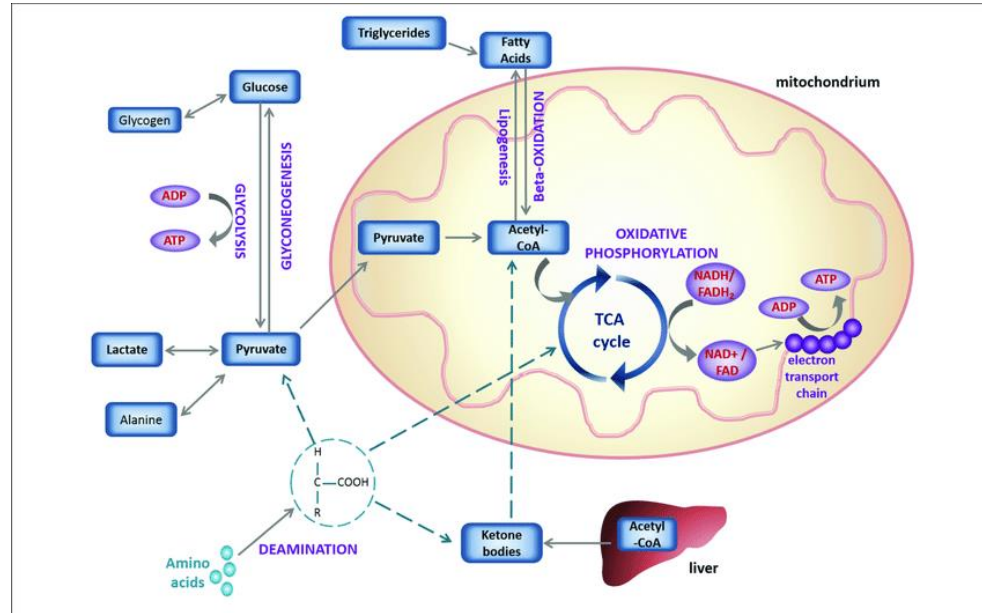 Triglycerides
Fatty
Acids
mitochondrium
Glucose
Glycogen
Lipogenesis
Beta-OXIDATION
ADP
ATP
GLYCOLYSIS
GLYCONEOGENESIS
Pyruvate
Acetyl-
CoA
OXIDATIVE
PHOSPHORYLATION
NADH/
FADH2
ATP
ADP
TCA
cycle
NAD+ /
FAD
electron
transport
chain
Lactate
Pyruvate
Alanine
H
C
COOH
R
DEAMINATION
Amino
acids
Ketone
bodies
Acetyl
-CoA
liver